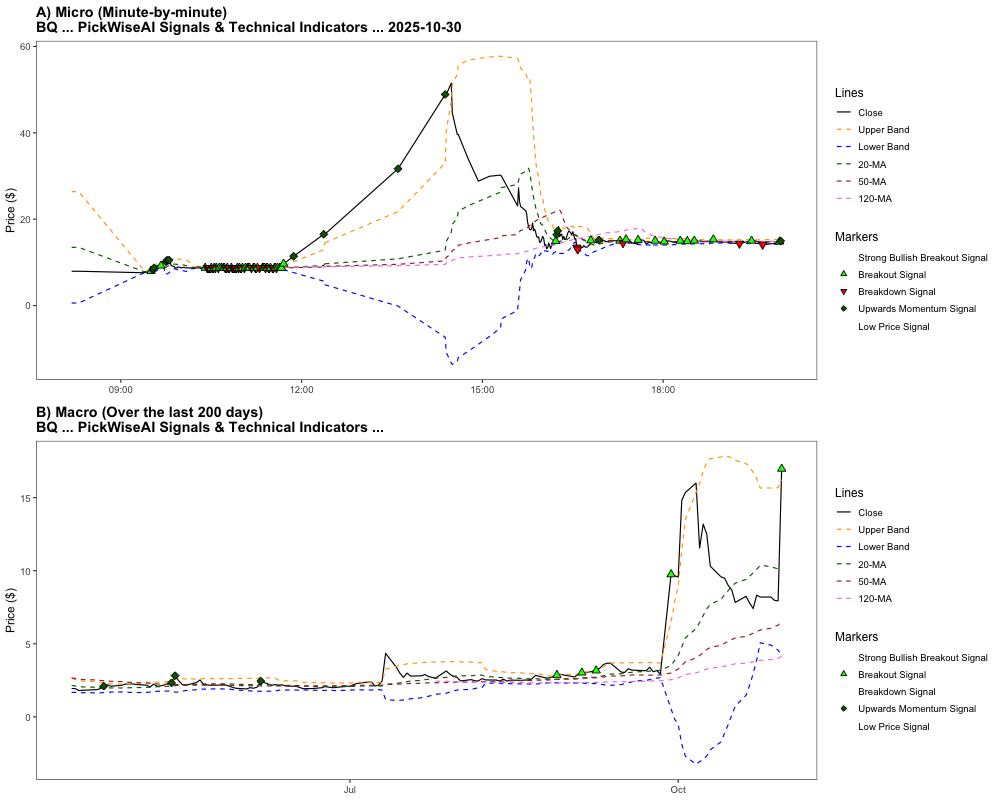 A) Micro (Minute-by-minute)
BQ ... PickWiseAI Signals & Technical Indicators ... 2025-10-30
60
40
20
0
Price ($)
09:00
12:00
15:00
18:00
Lines
Close
Upper Band
Lower Band
20-MA
50-MA
120-MA
Markers
Strong Bullish Breakout Signal
Breakout Signal
Breakdown Signal
Upwards Momentum Signal
Low Price Signal
B) Macro (Over the last 200 days)
BQ ... PickWiseAI Signals & Technical Indicators ...
15
10
5
0
Price ($)
Jul
Oct
Lines
Close
Upper Band
Lower Band
20-MA
50-MA
120-MA
Markers
Strong Bullish Breakout Signal
Breakout Signal
Breakdown Signal
Upwards Momentum Signal
Low Price Signal